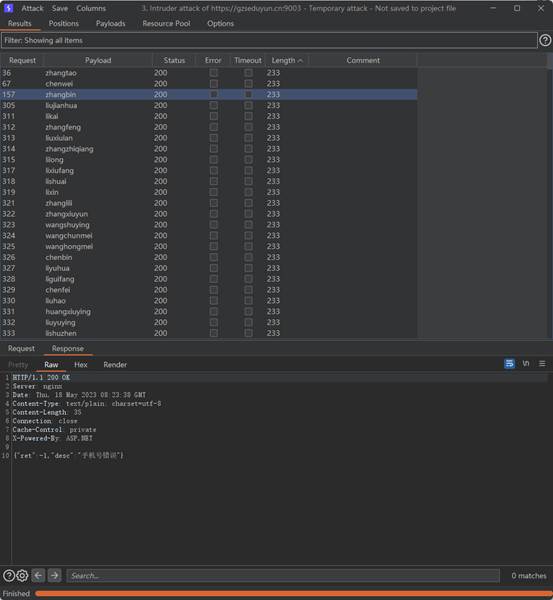 Attack Save Columns 3. Intruder attack of https://gzseduyun.cn:9003 - Temporary attack - Not saved to project file
Results Positions Payloads Resource Pool Options
Filter: Showing all items
Request Payload Status Error Timeout Length Comment
36 zhangtao 200 233
67 chenwei 200 233
157 zhangbin 200 233
305 liujianhua 200 233
311 likai 200 233
312 zhangfeng 200 233
313 liuxiulan 200 233
314 zhangzhiqiang 200 233
315 lilong 200 233
317 lixiufang 200 233
318 lishuai 200 233
319 lixin 200 233
321 zhanglili 200 233
322 zhangxiuyun 200 233
323 wangshuying 200 233
324 wangchunmei 200 233
325 wanghongmei 200 233
326 chenbin 200 233
327 liyuhua 200 233
328 liguifang 200 233
329 chenfei 200 233
330 liuhao 200 233
331 huangxiuying 200 233
332 liuyuying 200 233
333 lishuzhen 200 233
Request Response
Pretty Raw Hex Render \n
1 HTTP/1.1 200 OK
2 Server: nginx
3 Date: Thu, 18 May 2023 08:23:38 GMT
4 Content-Type: text/plain; charset=utf-8
5 Content-Length: 35
6 Connection: close
7 Cache-Control: private
8 X-Powered-By: ASP.NET
9
10 {"ret":-1,"desc":"手机号错误"}
Search... 0 matches
Finished